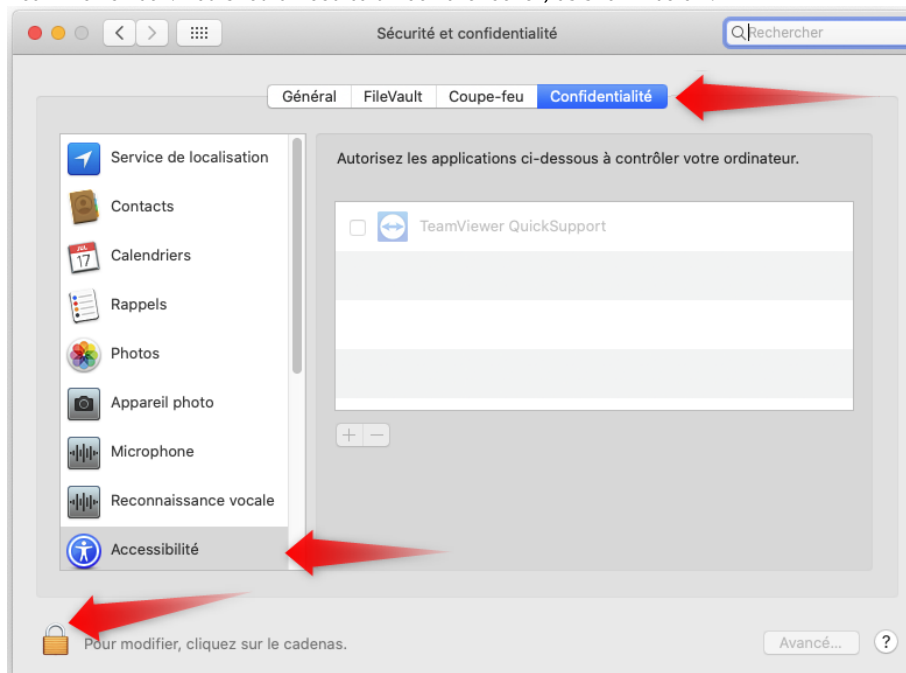 Sécurité et confidentialité
Rechercher
Général FileVault Coupe-feu Confidentialité
Service de localisation
Contacts
Calendriers
JUL
17
Rappels
Photos
Appareil photo
Microphone
Reconnaissance vocale
Accessibilité
Autorisez les applications ci-dessous à contrôler votre ordinateur.
TeamViewer QuickSupport
Pour modifier, cliquez sur le cadenas.
Avancé...
?